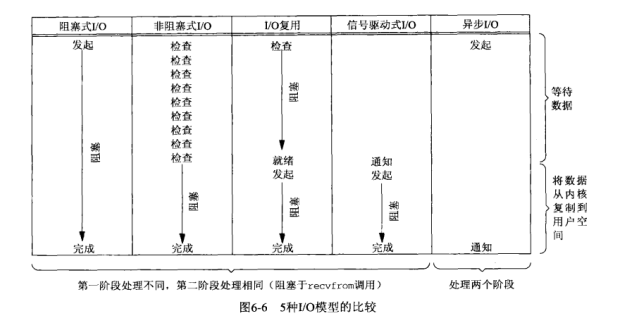 阻塞式I/O 非阻塞式I/O I/O复用 信号驱动式I/O 异步I/O
发起 检查 检查 发起
检查
检查
检查
检查
检查
检查
检查
检查
阻塞
阻塞
等待
数据
就绪 通知
发起 发起
阻塞
阻塞
阻塞
将数据
从内核
复制到
用户空
间
完成 完成 完成 完成 通知
第一阶段处理不同，第二阶段处理相同（阻塞于recvfrom调用）
处理两个阶段
图6-6 5种I/O模型的比较